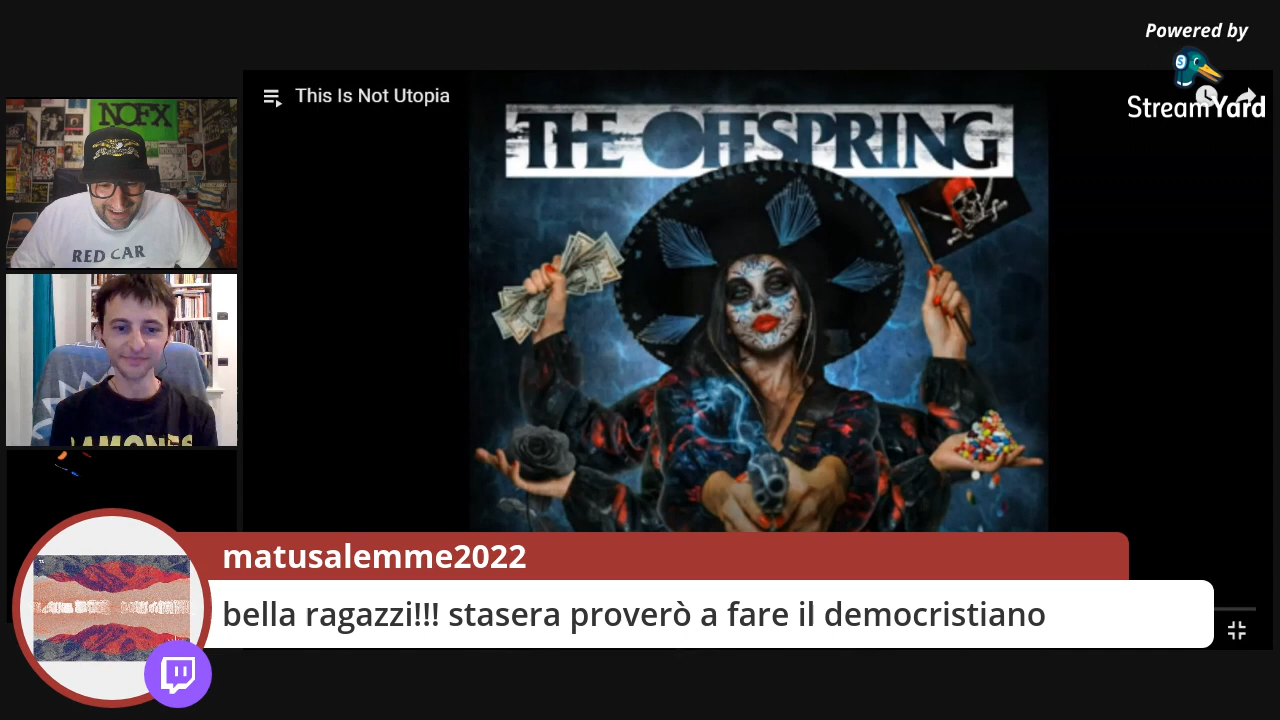 Powered by
StreamYard
This Is Not Utopia
THE OFFSPRING
NOFX
RED CAR
RAMONES
matusalemme2022
bella ragazzi!!! stasera proverò a fare il democristiano